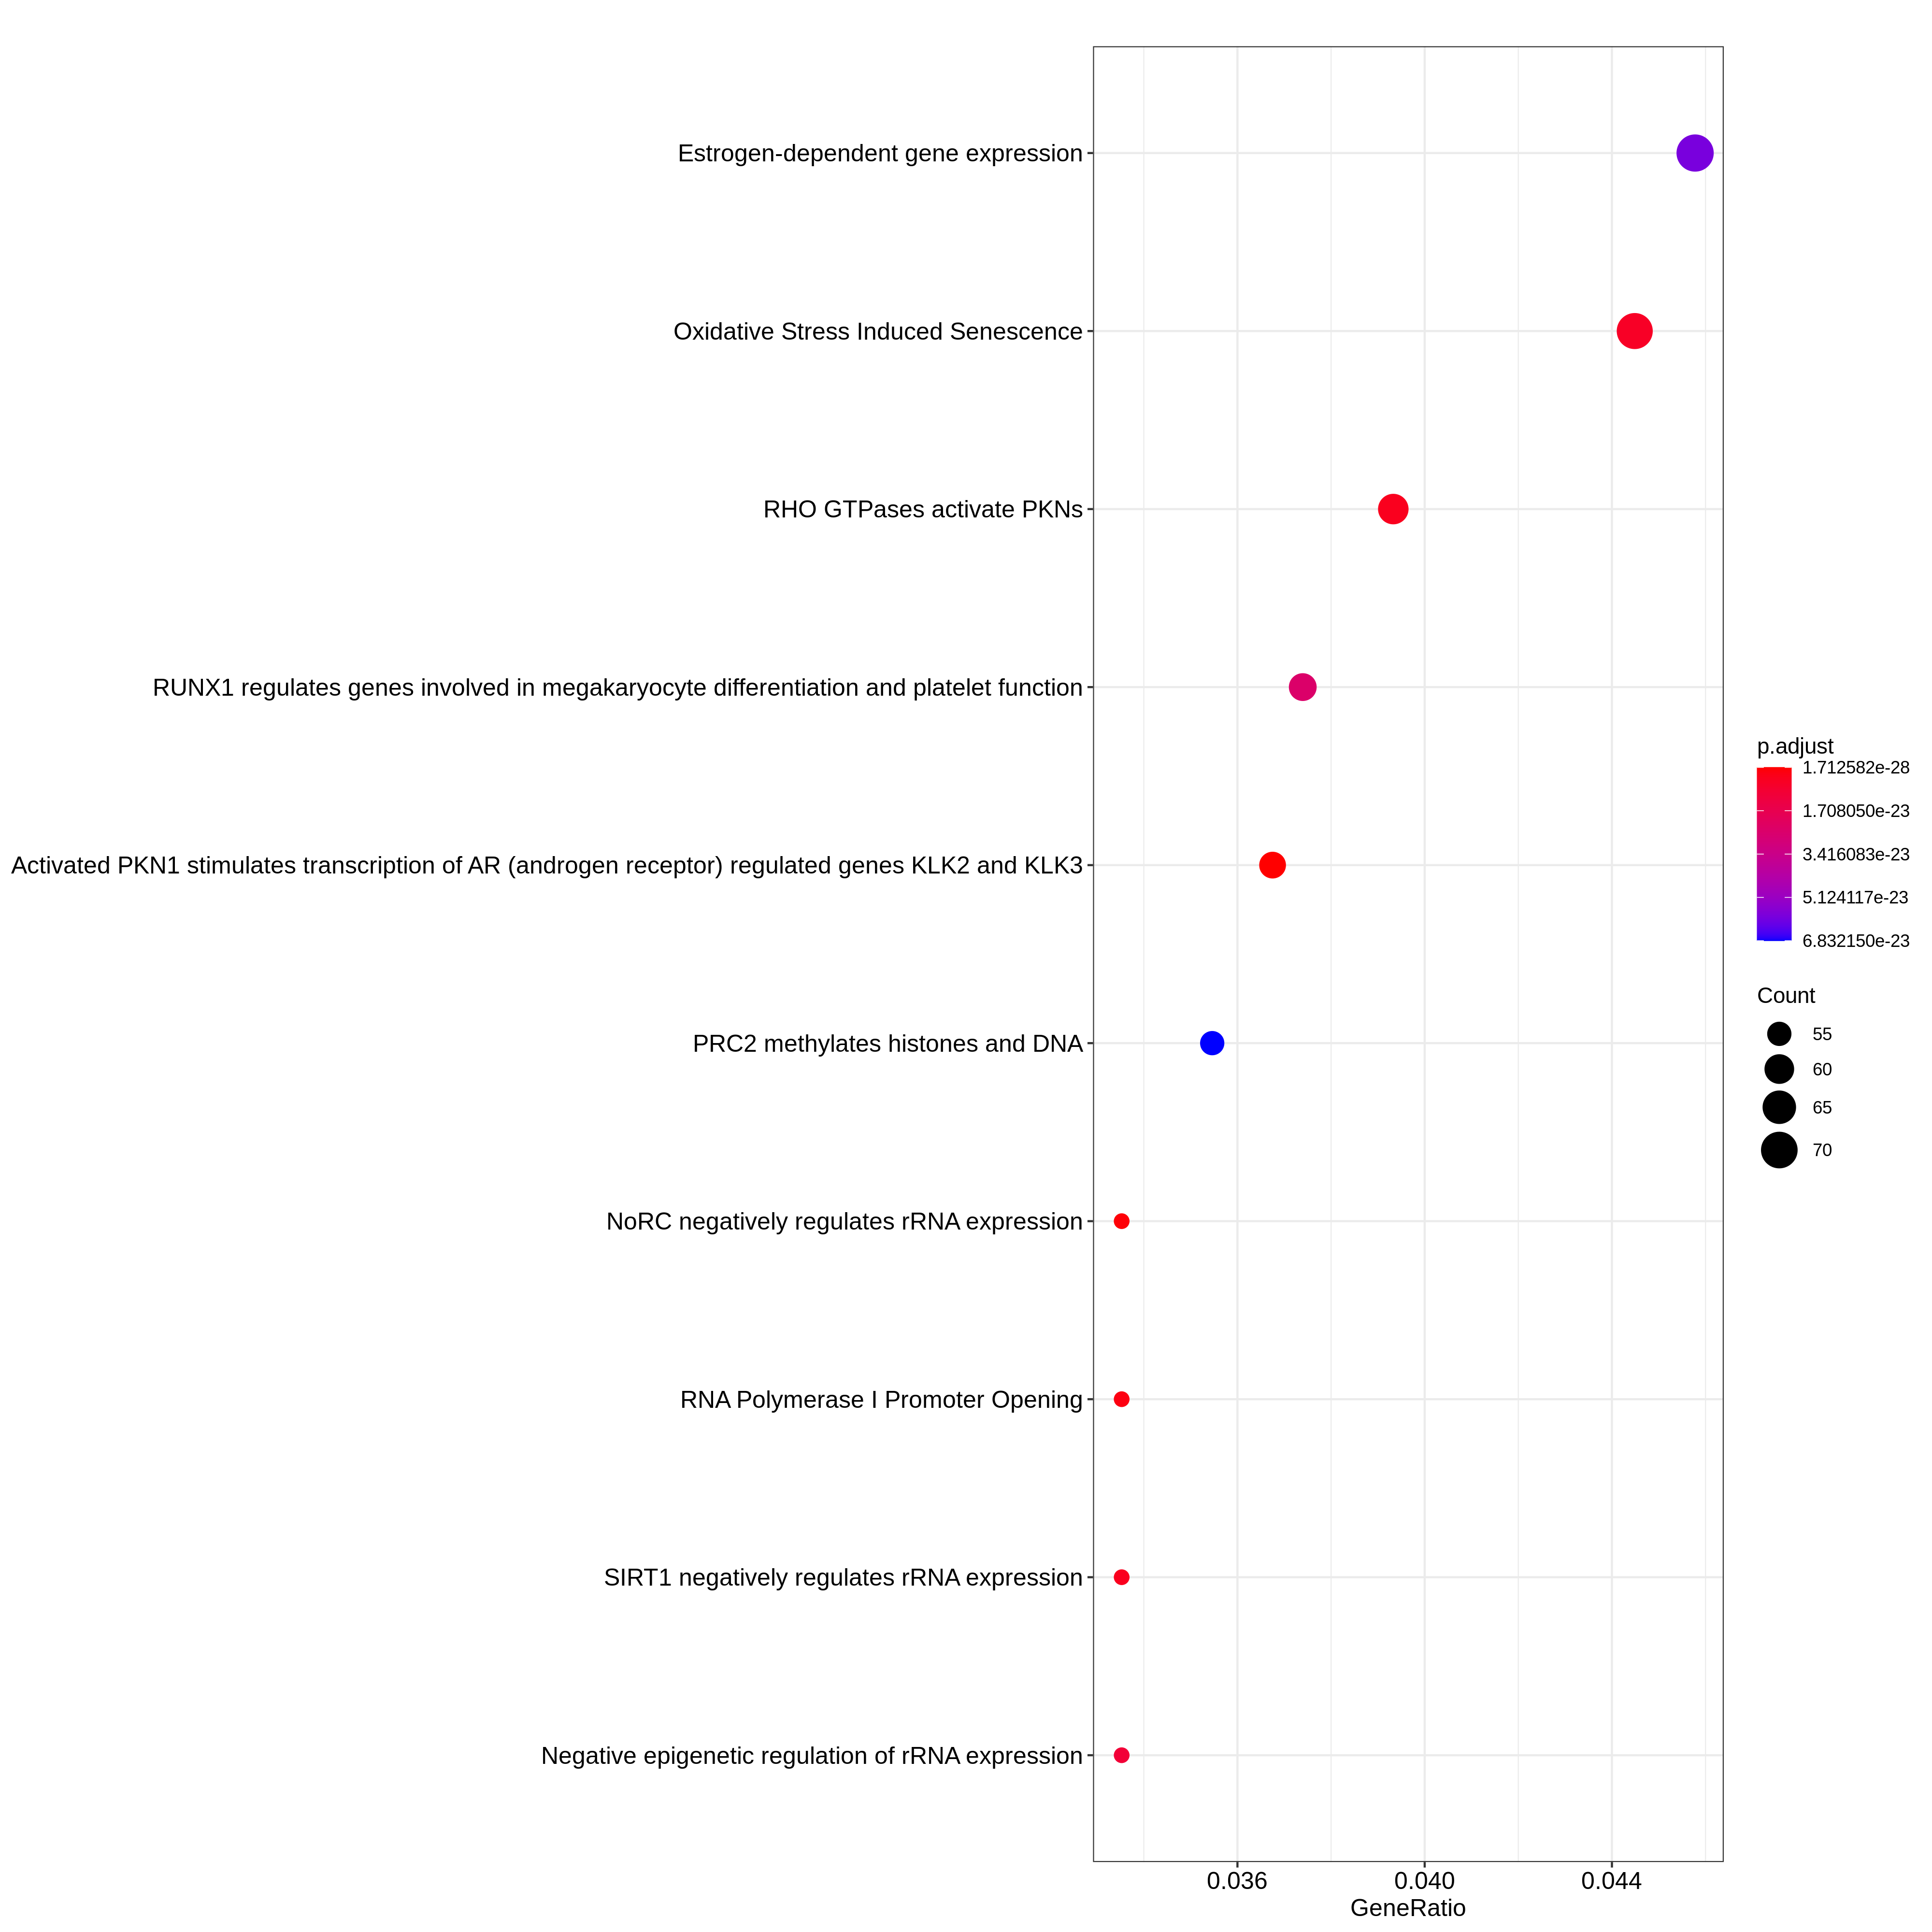 Estrogen-dependent gene expression
Oxidative Stress Induced Senescence
RHO GTPases activate PKNs
RUNX1 regulates genes involved in megakaryocyte differentiation and platelet function
Activated PKN1 stimulates transcription of AR (androgen receptor) regulated genes KLK2 and KLK3
PRC2 methylates histones and DNA
NoRC negatively regulates rRNA expression
RNA Polymerase I Promoter Opening
SIRT1 negatively regulates rRNA expression
Negative epigenetic regulation of rRNA expression
0.036 0.040 0.044
GeneRatio
p.adjust
1.712582e-28
1.708050e-23
3.416083e-23
5.124117e-23
6.832150e-23
Count
55
60
65
70